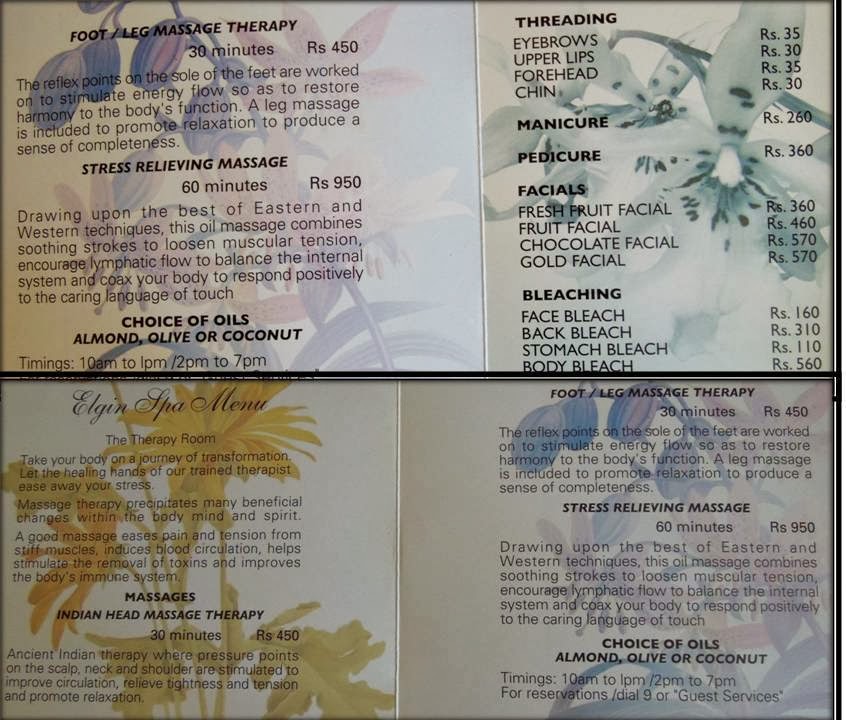 FOOT / LEG MASSAGE THERAPY
30 minutes Rs 450
The reflex points on the sole of the feet are worked
on to stimulate energy flow so as to restore
harmony to the body's function. A leg massage
is included to promote relaxation to produce a
sense of completeness.
STRESS RELIEVING MASSAGE
60 minutes Rs 950
Drawing upon the best of Eastern and
Western techniques, this oil massage combines
soothing strokes to loosen muscular tension,
encourage lymphatic flow to balance the internal
system and coax your body to respond positively
to the caring language of touch
CHOICE OF OILS
ALMOND, OLIVE OR COCONUT
Timings: 10am to lpm /2pm to 7pm
THREADING
EYEBROWS Rs. 35
UPPER LIPS Rs. 30
FOREHEAD Rs. 35
CHIN Rs. 30
MANICURE Rs. 260
PEDICURE Rs. 360
FACIALS
FRESH FRUIT FACIAL Rs. 360
FRUIT FACIAL Rs. 460
CHOCOLATE FACIAL Rs. 570
GOLD FACIAL Rs. 570
BLEACHING
FACE BLEACH Rs. 160
BACK BLEACH Rs. 310
STOMACH BLEACH Rs. 110
BODY BLEACH Rs. 560
Elgin Spa Menu
The Therapy Room
Take your body on a journey of transformation.
Let the healing hands of our trained therapist
ease away your stress.
Massage therapy precipitates many beneficial
changes within the body mind and spirit.
A good massage eases pain and tension from
stiff muscles, induces blood circulation, helps
stimulate the removal of toxins and improves
the body's immune system.
MASSAGES
INDIAN HEAD MASSAGE THERAPY
30 minutes Rs 450
Ancient Indian therapy where pressure points
on the scalp, neck and shoulder are stimulated to
improve circulation, relieve tightness and tension
and promote relaxation.
FOOT / LEG MASSAGE THERAPY
30 minutes Rs 450
The reflex points on the sole of the feet are worked
on to stimulate energy flow so as to restore
harmony to the body's function. A leg massage
is included to promote relaxation to produce a
sense of completeness.
STRESS RELIEVING MASSAGE
60 minutes Rs 950
Drawing upon the best of Eastern and
Western techniques, this oil massage combines
soothing strokes to loosen muscular tension,
encourage lymphatic flow to balance the internal
system and coax your body to respond positively
to the caring language of touch
CHOICE OF OILS
ALMOND, OLIVE OR COCONUT
Timings: 10am to lpm /2pm to 7pm
For reservations /dial 9 or "Guest Services"